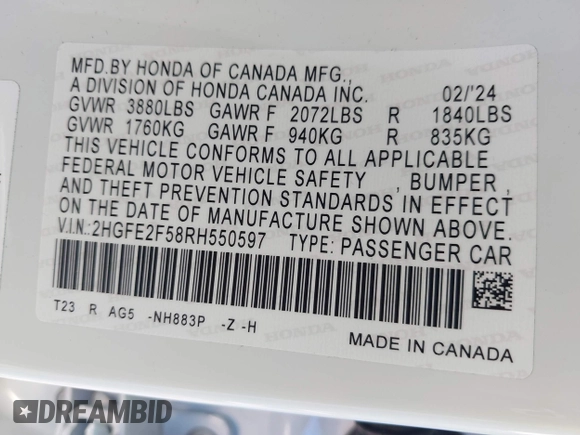 MFD.BY HONDA OF CANADA MFG.,
A DIVISION OF HONDA CANADA INC. 02/'24
GVWR 3880LBS GAWR F 2072LBS R 1840LBS
GVWR 1760KG GAWR F 940KG R 835KG
THIS VEHICLE CONFORMS TO ALL APPLICABLE
FEDERAL MOTOR VEHICLE SAFETY , BUMPER ,
AND THEFT PREVENTION STANDARDS IN EFFECT
ON THE DATE OF MANUFACTURE SHOWN ABOVE.
V.I.N.:2HGFE2F58RH550597 TYPE: PASSENGER CAR
T23 R AG5 -NH883P -Z -H
MADE IN CANADA
DREAMBID